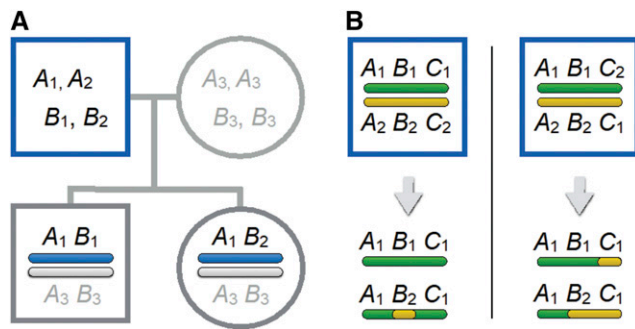 A
A₁, A₂
B₁, B₂
A₃, A₃
B₃, B₃
A₁ B₁
A₃ B₃
A₁ B₂
A₃ B₃
B
A₁ B₁ C₁
A₂ B₂ C₂
A₁ B₁ C₁
A₁ B₂ C₁
A₁ B₁ C₂
A₂ B₂ C₁
A₁ B₁ C₁
A₁ B₂ C₁